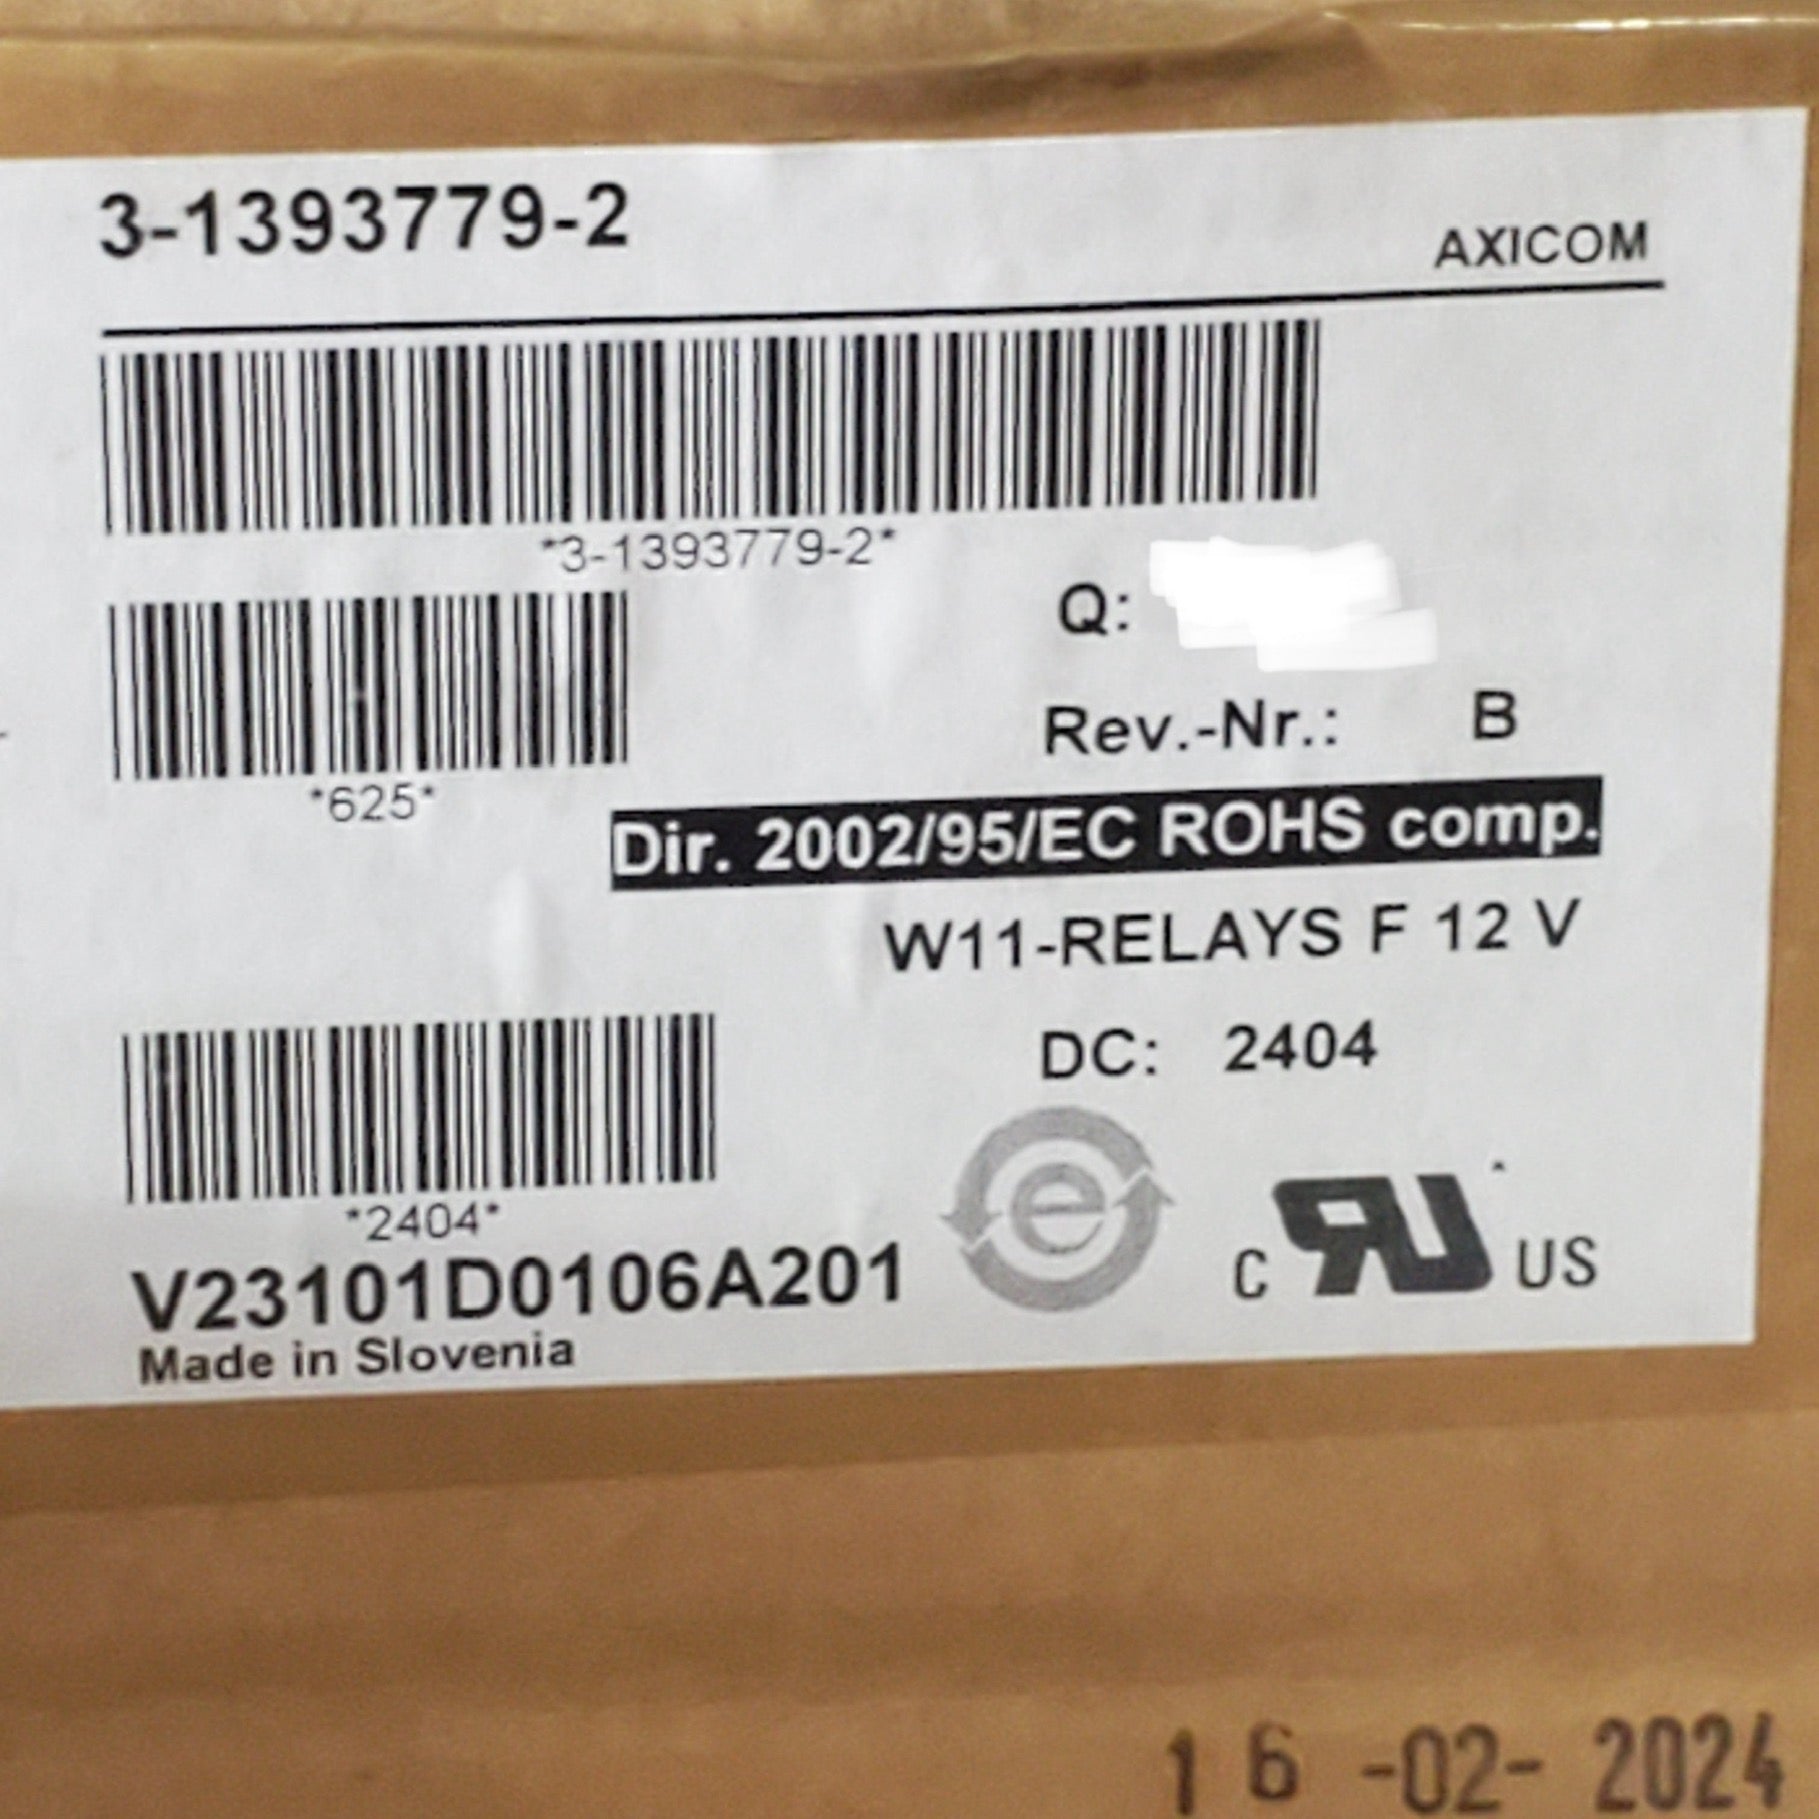 3-1393779-2
AXICOM
*3-1393779-2*
Q:
Rev.-Nr.: B
*625*
Dir. 2002/95/EC ROHS comp.
W11-RELAYS F 12 V
DC: 2404
*2404*
e
c RU US
V23101D0106A201
Made in Slovenia
16-02-2024